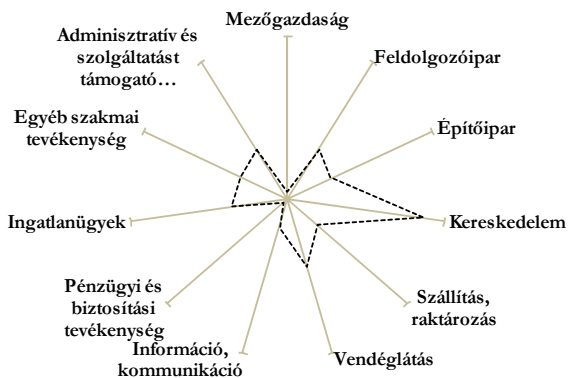 Mezőgazdaság
Feldolgozóipar
Építőipar
Kereskedelem
Szállítás,
raktározás
Vendéglátás
Információ,
kommunikáció
Pénzügyi és
biztosítási
tevékenység
Ingatlanügyek
Egyéb szakmai
tevékenység
Adminisztratív és
szolgáltatást
támogató…